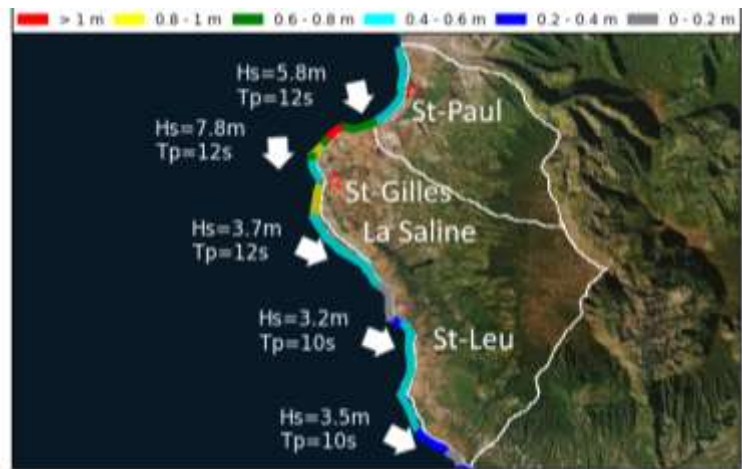 > 1 m 0.8 - 1 m 0.6 - 0.8 m 0.4 - 0.6 m 0.2 - 0.4 m 0 - 0.2 m
Hs=5.8m
Tp=12s
St-Paul
Hs=7.8m
Tp=12s
St-Gilles
La Saline
Hs=3.7m
Tp=12s
Hs=3.2m
Tp=10s
St-Leu
Hs=3.5m
Tp=10s